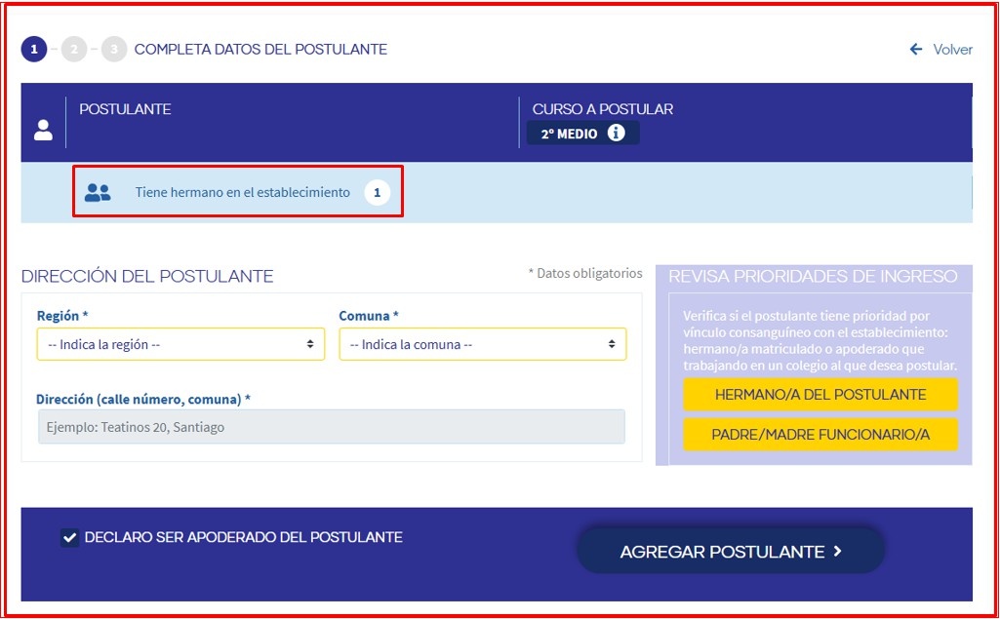 1 2 3 COMPLETA DATOS DEL POSTULANTE
Volver
POSTULANTE
CURSO A POSTULAR
2º MEDIO i
Tiene hermano en el establecimiento 1
DIRECCIÓN DEL POSTULANTE
* Datos obligatorios
Región *
Comuna *
-- Indica la región --
-- Indica la comuna --
Dirección (calle número, comuna) *
Ejemplo: Teatinos 20, Santiago
REVISA PRIORIDADES DE INGRESO
Verifica si el postulante tiene prioridad por
vínculo consanguíneo con el establecimiento:
hermano/a matriculado o apoderado que
trabajando en un colegio al que desea postular.
HERMANO/A DEL POSTULANTE
PADRE/MADRE FUNCIONARIO/A
DECLARO SER APODERADO DEL POSTULANTE
AGREGAR POSTULANTE